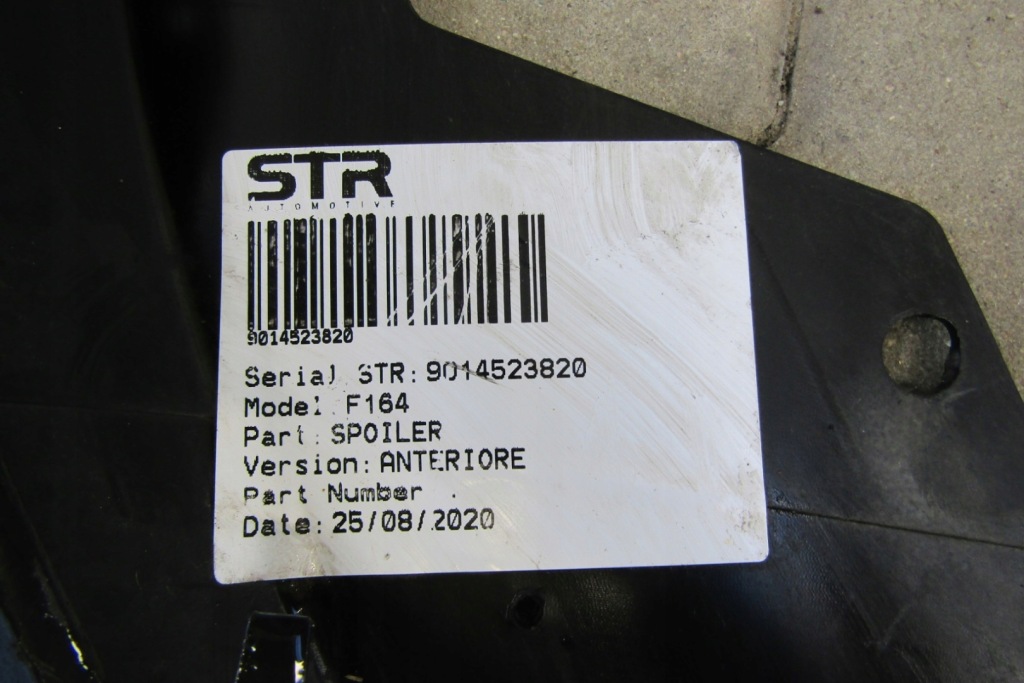 STR
AUTOMOTIVE
9014523820
Serial STR:9014523820
Model:F164
Part:SPOILER
Version:ANTERIORE
Part Number:
Date:25/08/2020